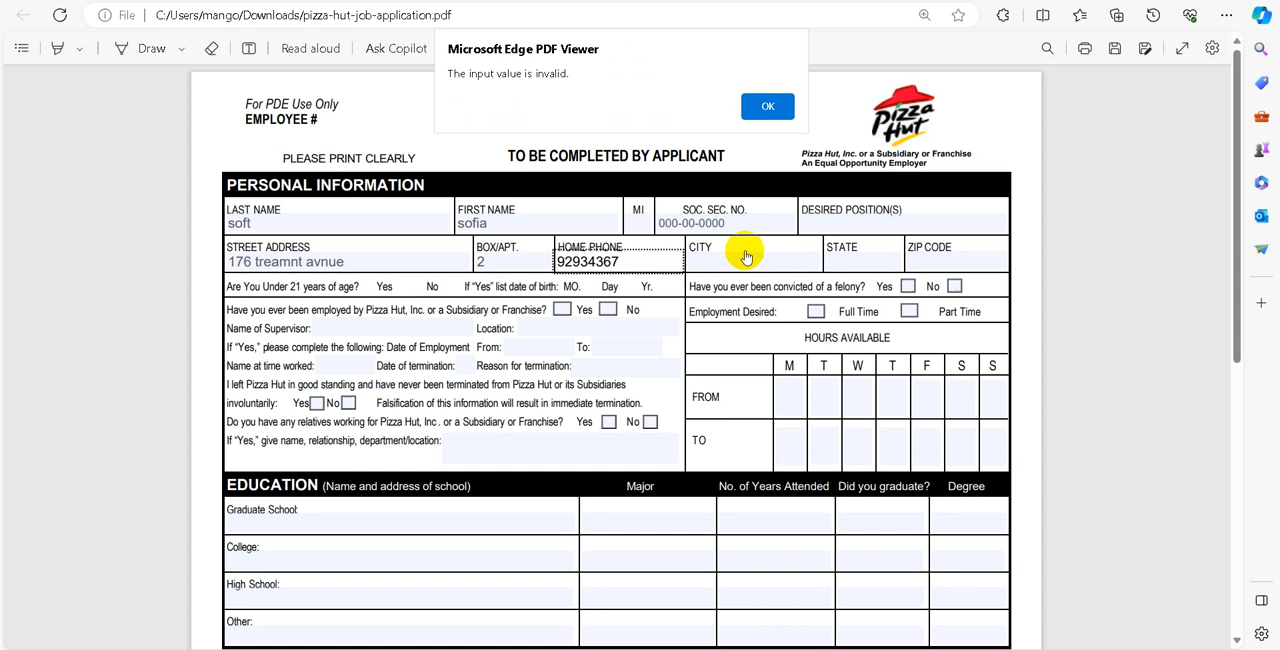 File C:/Users/mango/Downloads/pizza-hut-job-application.pdf
Draw Read aloud Ask Copilot
Microsoft Edge PDF Viewer
The input value is invalid.
OK
For PDE Use Only
EMPLOYEE #
Pizza Hut
PLEASE PRINT CLEARLY TO BE COMPLETED BY APPLICANT
Pizza Hut, Inc. or a Subsidiary or Franchise
An Equal Opportunity Employer
PERSONAL INFORMATION
LAST NAME FIRST NAME MI SOC. SEC. NO. DESIRED POSITION(S)
soft sofia 000-00-0000
STREET ADDRESS BOX/APT. HOME PHONE CITY STATE ZIP CODE
176 treamnt avnue 2 92934367
Are You Under 21 years of age? Yes No If "Yes" list date of birth: MO. Day Yr. Have you ever been convicted of a felony? Yes No
Have you ever been employed by Pizza Hut, Inc. or a Subsidiary or Franchise? Yes No Employment Desired: Full Time Part Time
Name of Supervisor: Location:
HOURS AVAILABLE
If "Yes," please complete the following: Date of Employment From: To:
Name at time worked: Date of termination: Reason for termination: M T W T F S S
I left Pizza Hut in good standing and have never been terminated from Pizza Hut or its Subsidiaries
involuntarily: Yes No Falsification of this information will result in immediate termination. FROM
Do you have any relatives working for Pizza Hut, Inc. or a Subsidiary or Franchise? Yes No
If "Yes," give name, relationship, department/location: TO
EDUCATION (Name and address of school) Major No. of Years Attended Did you graduate? Degree
Graduate School:
College:
High School:
Other: